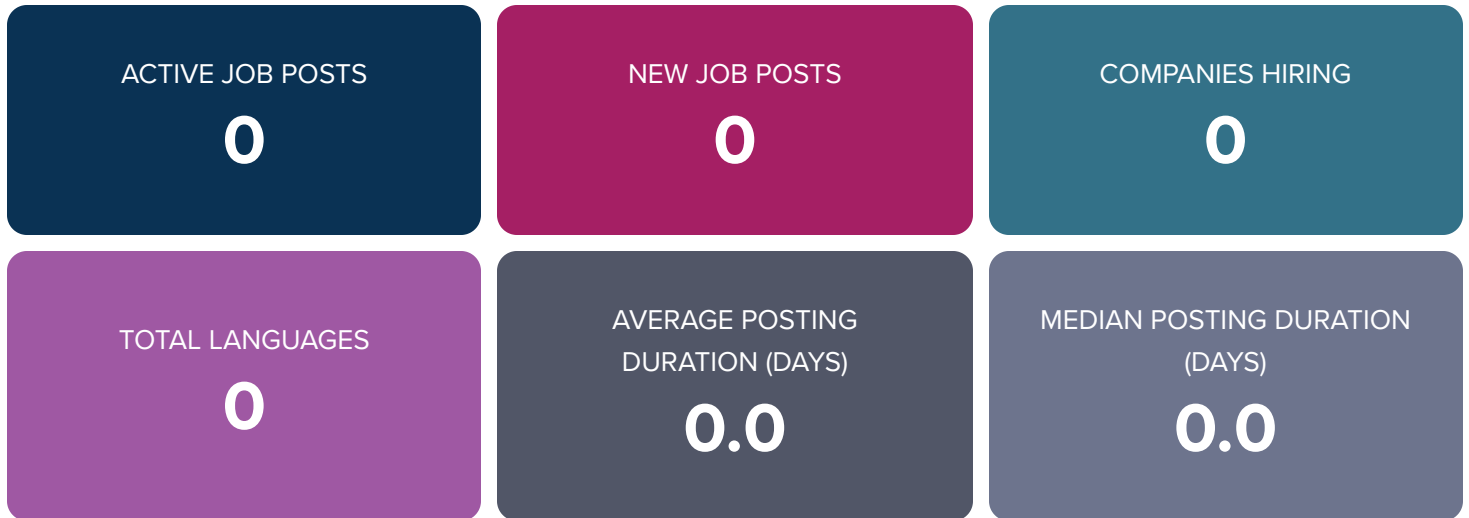 ACTIVE JOB POSTS
0
NEW JOB POSTS
0
COMPANIES HIRING
0
TOTAL LANGUAGES
0
AVERAGE POSTING
DURATION (DAYS)
0.0
MEDIAN POSTING DURATION
(DAYS)
0.0